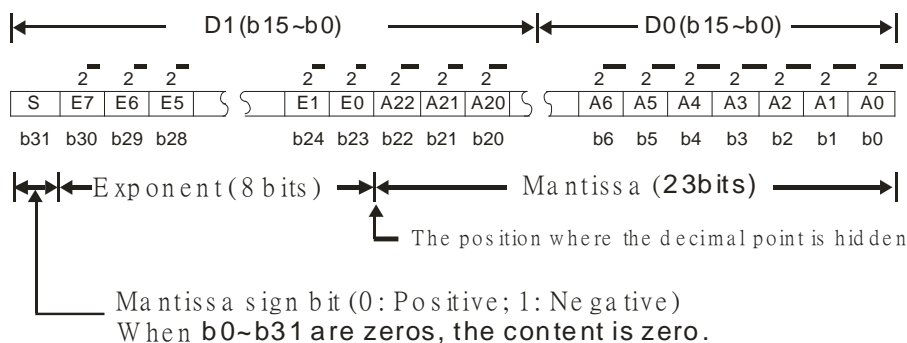 D1(b15~b0) D0(b15~b0)
2 2 2 2 2 2 2 2 2 2 2 2 2 2 2 2
S E7 E6 E5 E1 E0 A22 A21 A20 A6 A5 A4 A3 A2 A1 A0
b31 b30 b29 b28 b24 b23 b22 b21 b20 b6 b5 b4 b3 b2 b1 b0
Exponent(8 bits) Mantissa (23bits)
The position where the decimal point is hidden
Mantissa sign bit (0: Positive; 1: Negative)
When b0~b31 are zeros, the content is zero.